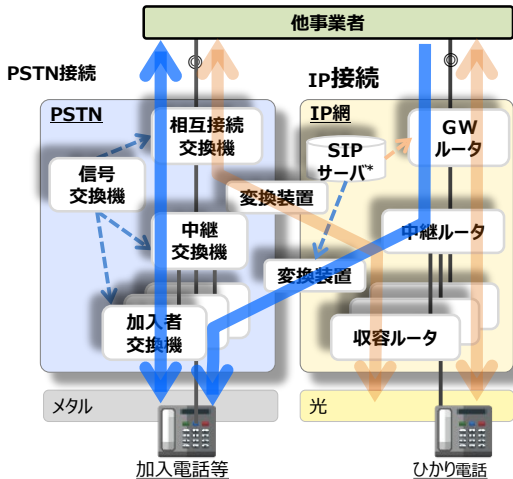 他事業者
PSTN接続
IP接続
PSTN
相互接続
交換機
信号
交換機
変換装置
中継
交換機
加入者
交換機
IP網
GW
ルータ
SIP
サーバ*
中継ルータ
変換装置
収容ルータ
メタル
光
加入電話等
ひかり電話